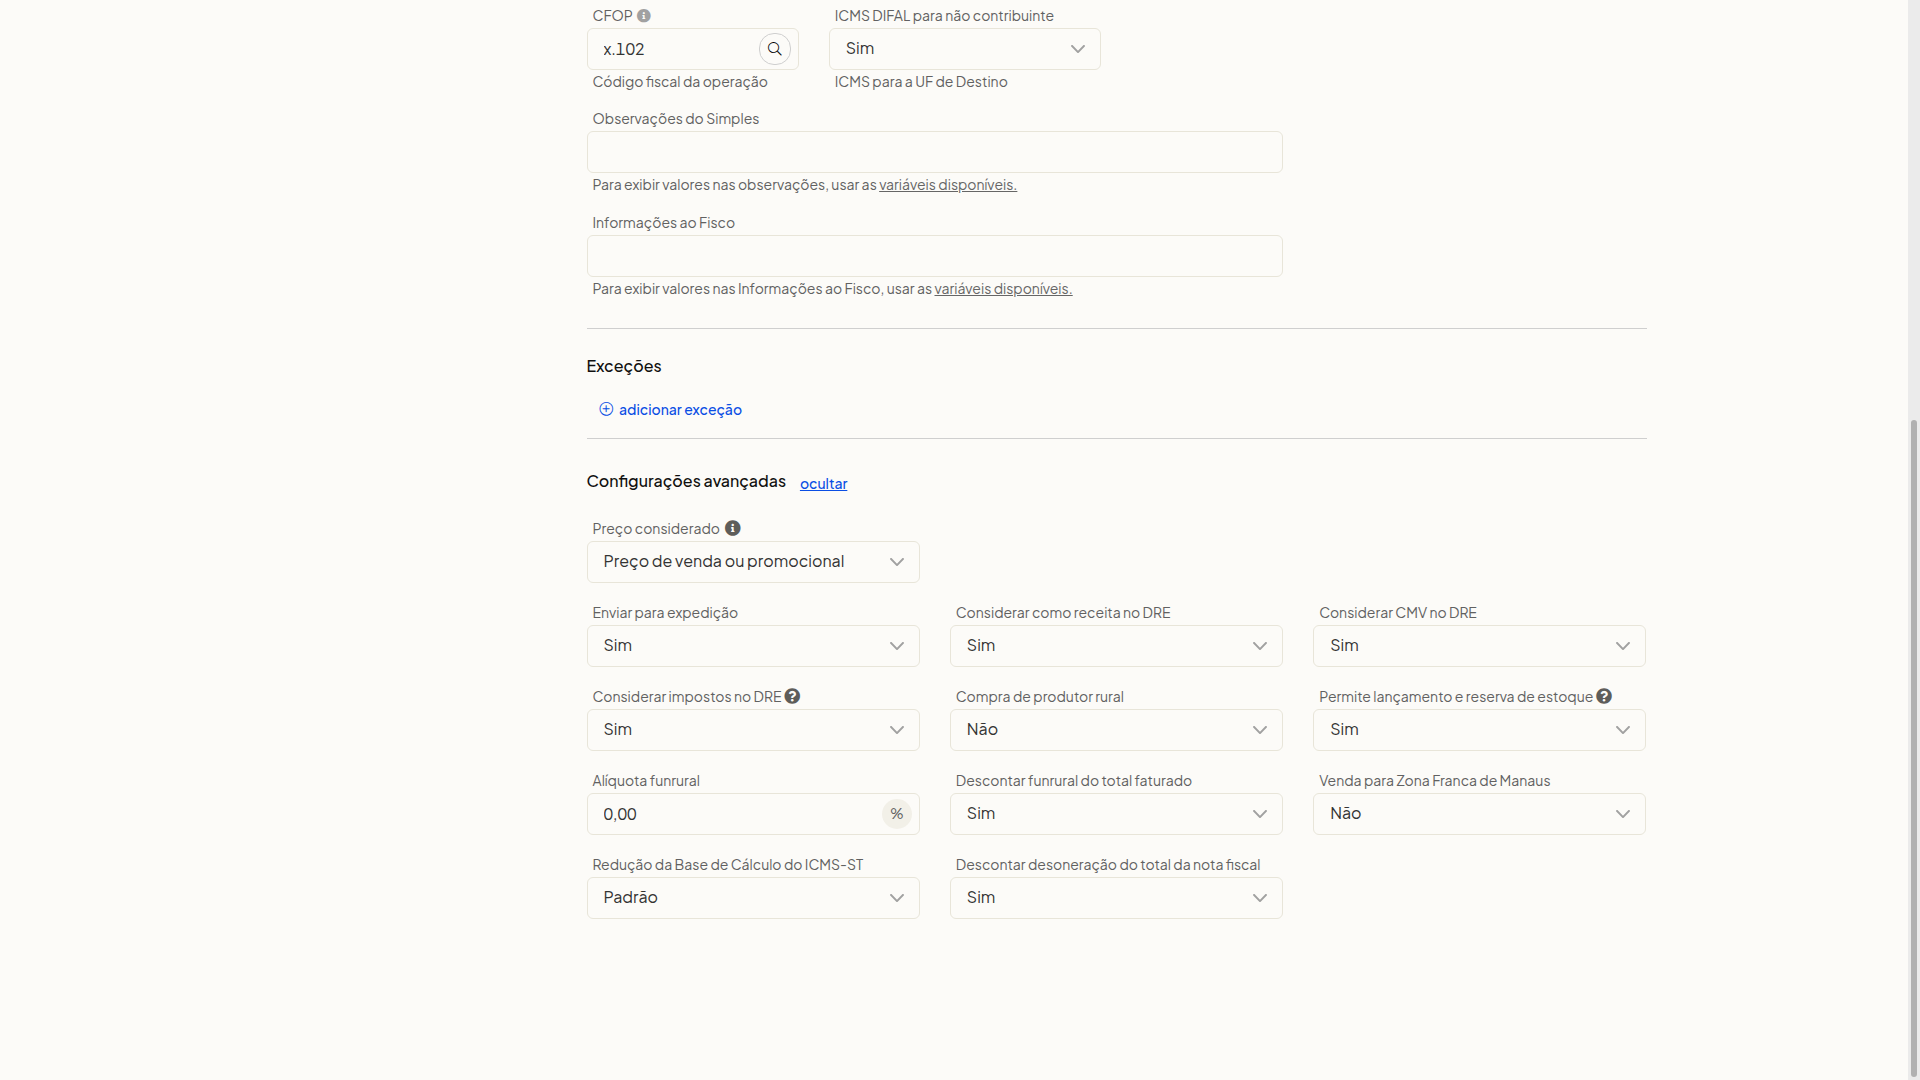 CFOP
ICMS DIFAL para não contribuinte
x.102
Sim
Código fiscal da operação
ICMS para a UF de Destino
Observações do Simples
Para exibir valores nas observações, usar as variáveis disponíveis.
Informações ao Fisco
Para exibir valores nas Informações ao Fisco, usar as variáveis disponíveis.
Exceções
adicionar exceção
Configurações avançadas ocultar
Preço considerado
Preço de venda ou promocional
Enviar para expedição
Considerar como receita no DRE
Considerar CMV no DRE
Sim
Sim
Sim
Considerar impostos no DRE
Compra de produtor rural
Permite lançamento e reserva de estoque
Sim
Não
Sim
Alíquota funrural
Descontar funrural do total faturado
Venda para Zona Franca de Manaus
0,00 %
Sim
Não
Redução da Base de Cálculo do ICMS-ST
Descontar desoneração do total da nota fiscal
Padrão
Sim